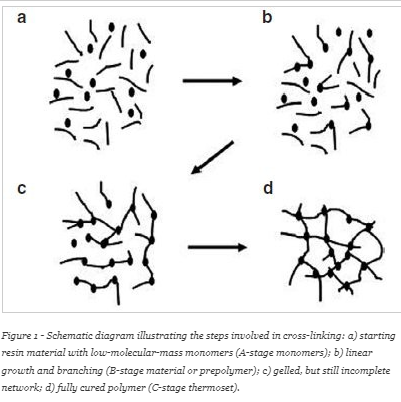 a
b
c
d
Figure 1 - Schematic diagram illustrating the steps involved in cross-linking: a) starting
resin material with low-molecular-mass monomers (A-stage monomers); b) linear
growth and branching (B-stage material or prepolymer); c) gelled, but still incomplete
network; d) fully cured polymer (C-stage thermoset).